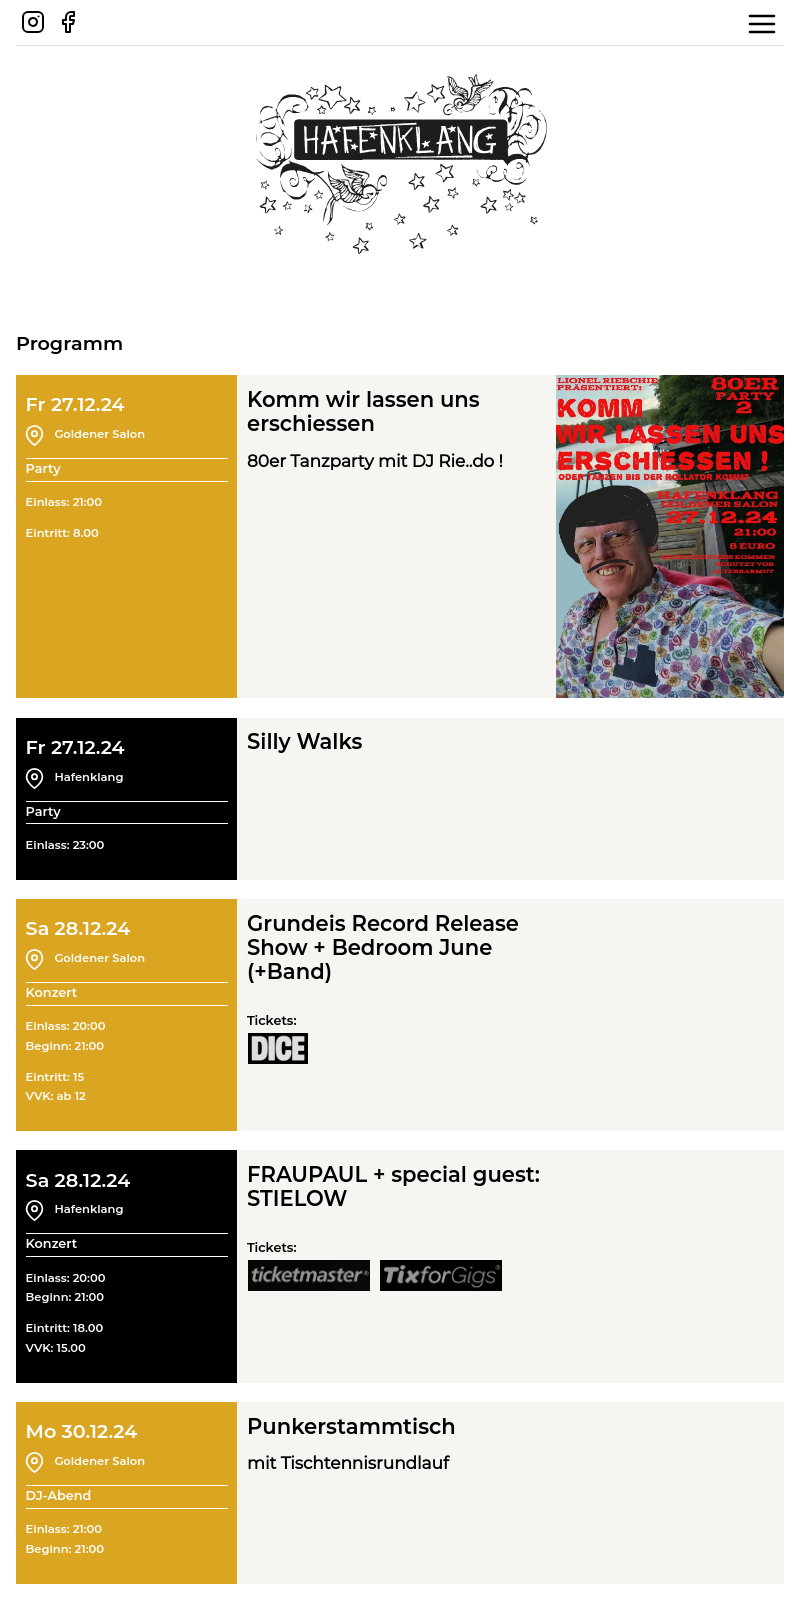 HAFENKLANG
Programm
Fr 27.12.24
Goldener Salon
Party
Einlass: 21:00
Eintritt: 8.00
Komm wir lassen uns
erschiessen
80er Tanzparty mit DJ Rie..do !
LIONEL RIEBCHIE
PRÄSENTIERT:
80ER
PARTY
2
KOMM
WIR LASSEN UNS
ERSCHIESSEN !
ODER TANZEN BIS DER ROLLATOR KOMMT
HAFENKLANG
GOLDENER SALON
27.12.24
21:00
8 EURO
KOMMEN
SCHÜTZT VOR
ALTERSARMUT
Fr 27.12.24
Hafenklang
Party
Einlass: 23:00
Silly Walks
Sa 28.12.24
Goldener Salon
Konzert
Einlass: 20:00
Beginn: 21:00
Eintritt: 15
VVK: ab 12
Grundeis Record Release
Show + Bedroom June
(+Band)
Tickets:
DICE
Sa 28.12.24
Hafenklang
Konzert
Einlass: 20:00
Beginn: 21:00
Eintritt: 18.00
VVK: 15.00
FRAUPAUL + special guest:
STIELOW
Tickets:
ticketmaster®
TixforGigs®
Mo 30.12.24
Goldener Salon
DJ-Abend
Einlass: 21:00
Beginn: 21:00
Punkerstammtisch
mit Tischtennisrundlauf